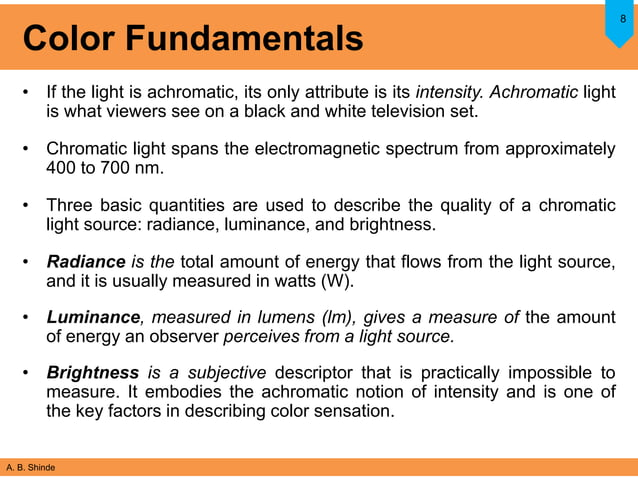 8
Color Fundamentals
• If the light is achromatic, its only attribute is its intensity. Achromatic light
is what viewers see on a black and white television set.
• Chromatic light spans the electromagnetic spectrum from approximately
400 to 700 nm.
• Three basic quantities are used to describe the quality of a chromatic
light source: radiance, luminance, and brightness.
• Radiance is the total amount of energy that flows from the light source,
and it is usually measured in watts (W).
• Luminance, measured in lumens (lm), gives a measure of the amount
of energy an observer perceives from a light source.
• Brightness is a subjective descriptor that is practically impossible to
measure. It embodies the achromatic notion of intensity and is one of
the key factors in describing color sensation.
A. B. Shinde